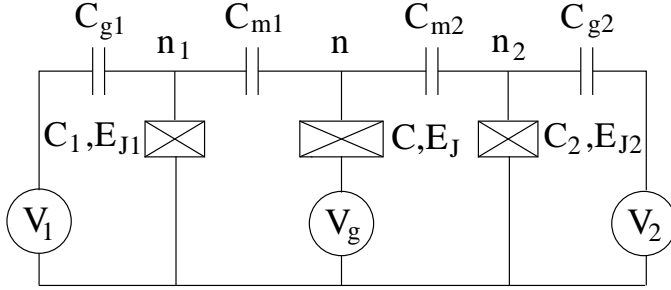 C_g1 C_m1 C_m2 C_g2
n_1 n n_2
C_1,E_J1 C,E_J C_2,E_J2
V_1 V_g V_2